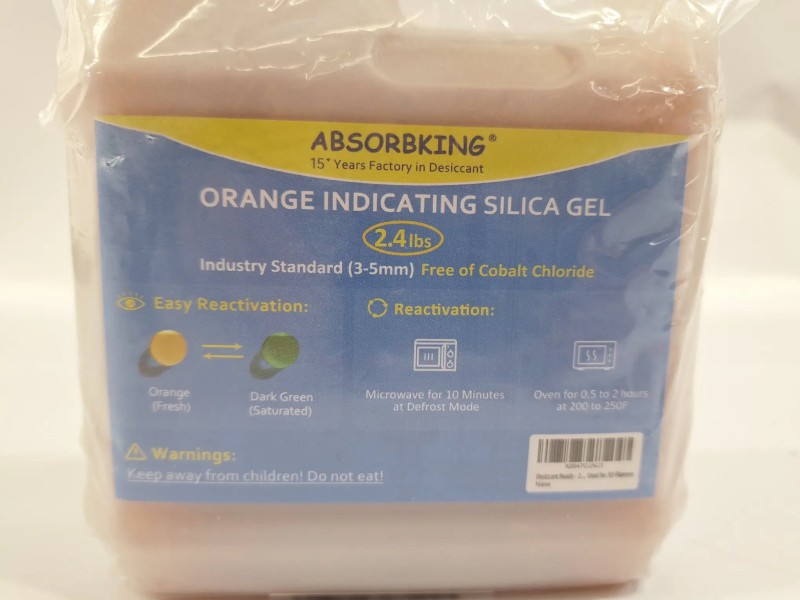 ABSORBKING®
15+ Years Factory in Desiccant
ORANGE INDICATING SILICA GEL
2.4 lbs
Industry Standard (3-5mm) Free of Cobalt Chloride
Easy Reactivation:
Orange
(Fresh)
Dark Green
(Saturated)
Reactivation:
Microwave for 10 Minutes
at Defrost Mode
Oven for 0.5 to 2 hours
at 200 to 250F
Warnings:
Keep away from children! Do not eat!